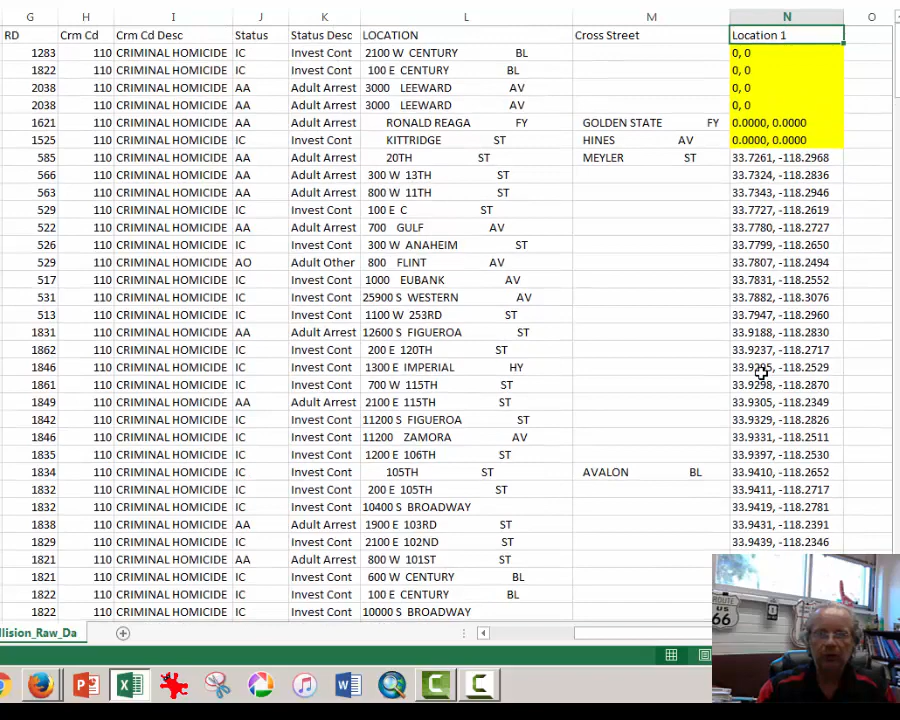 G H I J K L M N O
RD Crm Cd Crm Cd Desc Status Status Desc LOCATION Cross Street Location 1
1283 110 CRIMINAL HOMICIDE IC Invest Cont 2100 W CENTURY BL 0, 0
1822 110 CRIMINAL HOMICIDE IC Invest Cont 100 E CENTURY BL 0, 0
2038 110 CRIMINAL HOMICIDE AA Adult Arrest 3000 LEEWARD AV 0, 0
2038 110 CRIMINAL HOMICIDE AA Adult Arrest 3000 LEEWARD AV 0, 0
1621 110 CRIMINAL HOMICIDE AA Adult Arrest RONALD REAGA FY GOLDEN STATE FY 0.0000, 0.0000
1525 110 CRIMINAL HOMICIDE IC Invest Cont KITTRIDGE ST HINES AV 0.0000, 0.0000
585 110 CRIMINAL HOMICIDE AA Adult Arrest 20TH ST MEYLER ST 33.7261, -118.2968
566 110 CRIMINAL HOMICIDE AA Adult Arrest 300 W 13TH ST 33.7324, -118.2836
563 110 CRIMINAL HOMICIDE AA Adult Arrest 800 W 11TH ST 33.7343, -118.2946
529 110 CRIMINAL HOMICIDE IC Invest Cont 100 E C ST 33.7727, -118.2619
522 110 CRIMINAL HOMICIDE AA Adult Arrest 700 GULF AV 33.7780, -118.2727
526 110 CRIMINAL HOMICIDE IC Invest Cont 300 W ANAHEIM ST 33.7799, -118.2650
529 110 CRIMINAL HOMICIDE AO Adult Other 800 FLINT AV 33.7807, -118.2494
517 110 CRIMINAL HOMICIDE IC Invest Cont 1000 EUBANK AV 33.7831, -118.2552
531 110 CRIMINAL HOMICIDE IC Invest Cont 25900 S WESTERN AV 33.7882, -118.3076
513 110 CRIMINAL HOMICIDE IC Invest Cont 1100 W 253RD ST 33.7947, -118.2960
1831 110 CRIMINAL HOMICIDE AA Adult Arrest 12600 S FIGUEROA ST 33.9188, -118.2830
1862 110 CRIMINAL HOMICIDE IC Invest Cont 200 E 120TH ST 33.9237, -118.2717
1846 110 CRIMINAL HOMICIDE IC Invest Cont 1300 E IMPERIAL HY -118.2529
1861 110 CRIMINAL HOMICIDE IC Invest Cont 700 W 115TH ST 33.9298, -118.2870
1849 110 CRIMINAL HOMICIDE AA Adult Arrest 2100 E 115TH ST 33.9305, -118.2349
1842 110 CRIMINAL HOMICIDE IC Invest Cont 11200 S FIGUEROA ST 33.9329, -118.2826
1846 110 CRIMINAL HOMICIDE IC Invest Cont 11200 ZAMORA AV 33.9331, -118.2511
1835 110 CRIMINAL HOMICIDE IC Invest Cont 1200 E 106TH ST 33.9397, -118.2530
1834 110 CRIMINAL HOMICIDE IC Invest Cont 105TH ST AVALON BL 33.9410, -118.2652
1832 110 CRIMINAL HOMICIDE IC Invest Cont 200 E 105TH ST 33.9411, -118.2717
1832 110 CRIMINAL HOMICIDE IC Invest Cont 10400 S BROADWAY 33.9419, -118.2781
1838 110 CRIMINAL HOMICIDE AA Adult Arrest 1900 E 103RD ST 33.9431, -118.2391
1829 110 CRIMINAL HOMICIDE IC Invest Cont 2100 E 102ND ST 33.9439, -118.2346
1821 110 CRIMINAL HOMICIDE AA Adult Arrest 800 W 101ST ST
1821 110 CRIMINAL HOMICIDE IC Invest Cont 600 W CENTURY BL
1822 110 CRIMINAL HOMICIDE IC Invest Cont 100 E CENTURY BL
1822 110 CRIMINAL HOMICIDE IC Invest Cont 10000 S BROADWAY
llision_Raw_Da
ROUTE
US
66